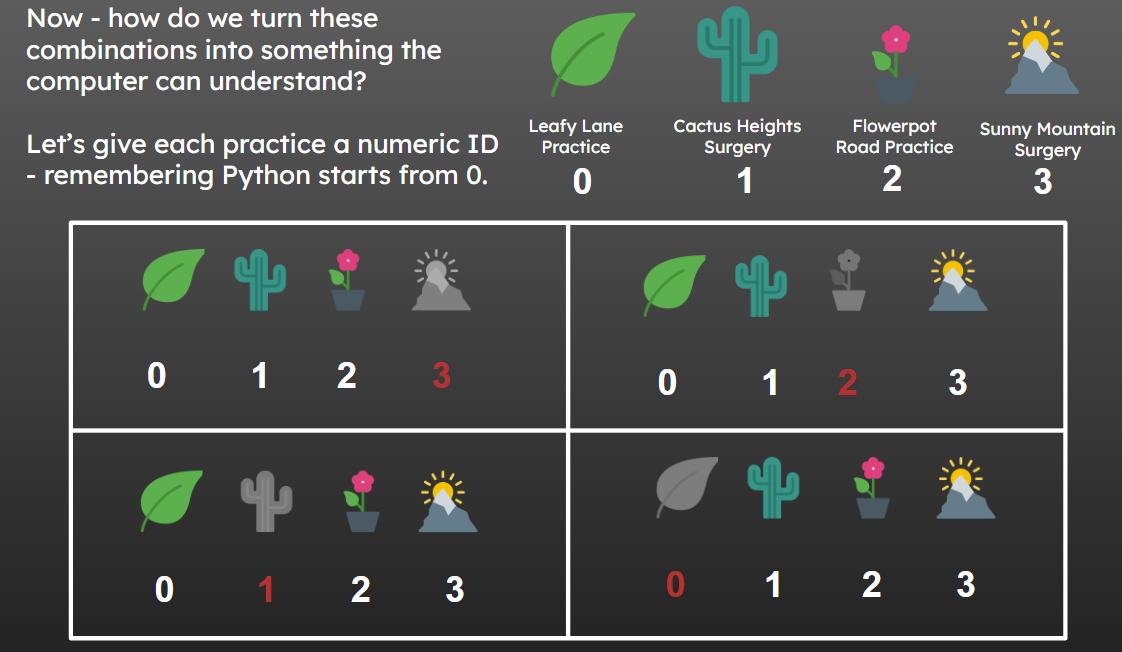 Now - how do we turn these
combinations into something the
computer can understand?
Let’s give each practice a numeric ID
- remembering Python starts from 0.
Leafy Lane
Practice
0
Cactus Heights
Surgery
1
Flowerpot
Road Practice
2
Sunny Mountain
Surgery
3
0 1 2 3
0 1 2 3
0 1 2 3
0 1 2 3